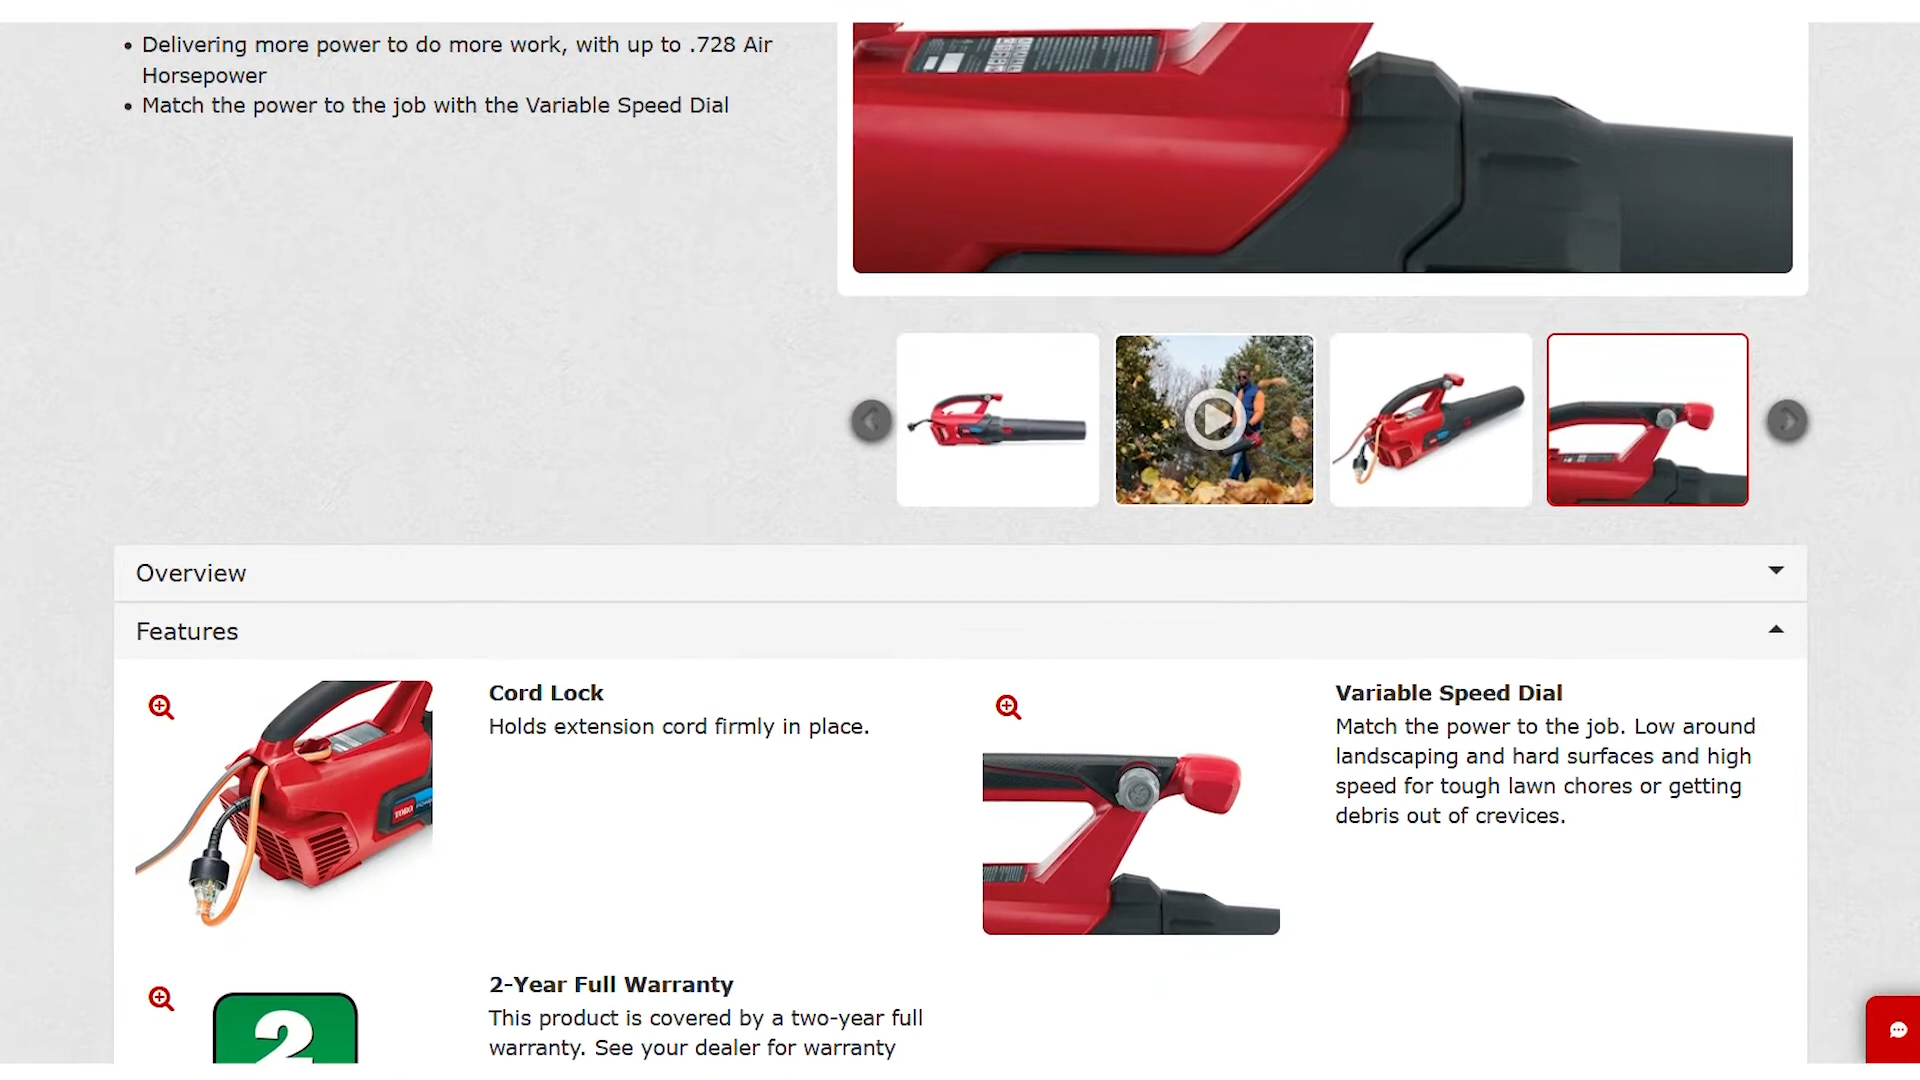 Delivering more power to do more work, with up to .728 Air
Horsepower
Match the power to the job with the Variable Speed Dial
Overview
Features
Cord Lock
Holds extension cord firmly in place.
TORO
Variable Speed Dial
Match the power to the job. Low around
landscaping and hard surfaces and high
speed for tough lawn chores or getting
debris out of crevices.
2
2-Year Full Warranty
This product is covered by a two-year full
warranty. See your dealer for warranty